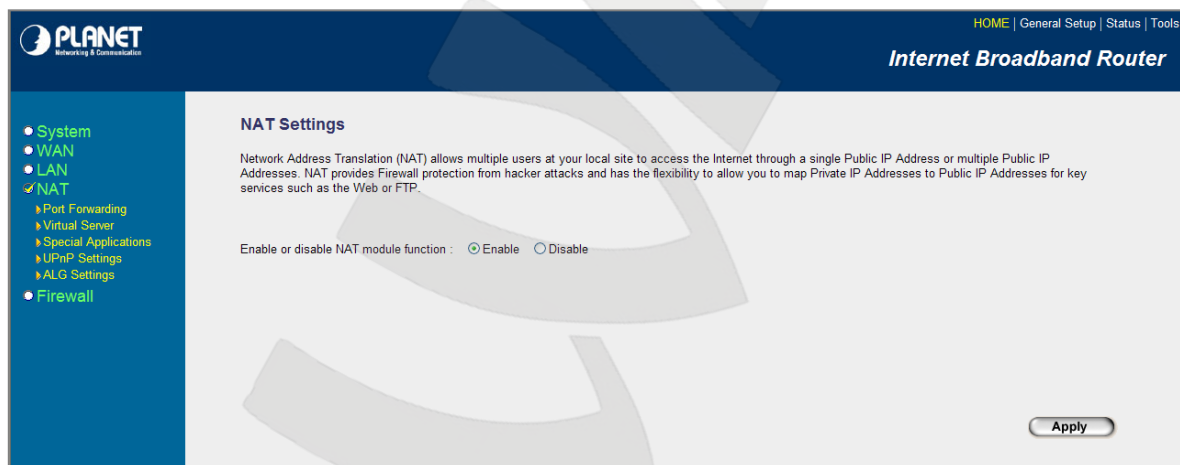 PLANET
Networking & Communication
HOME | General Setup | Status | Tools
Internet Broadband Router
System
WAN
LAN
NAT
Port Forwarding
Virtual Server
Special Applications
UPnP Settings
ALG Settings
Firewall
NAT Settings
Network Address Translation (NAT) allows multiple users at your local site to access the Internet through a single Public IP Address or multiple Public IP
Addresses. NAT provides Firewall protection from hacker attacks and has the flexibility to allow you to map Private IP Addresses to Public IP Addresses for key
services such as the Web or FTP.
Enable or disable NAT module function : Enable Disable
Apply